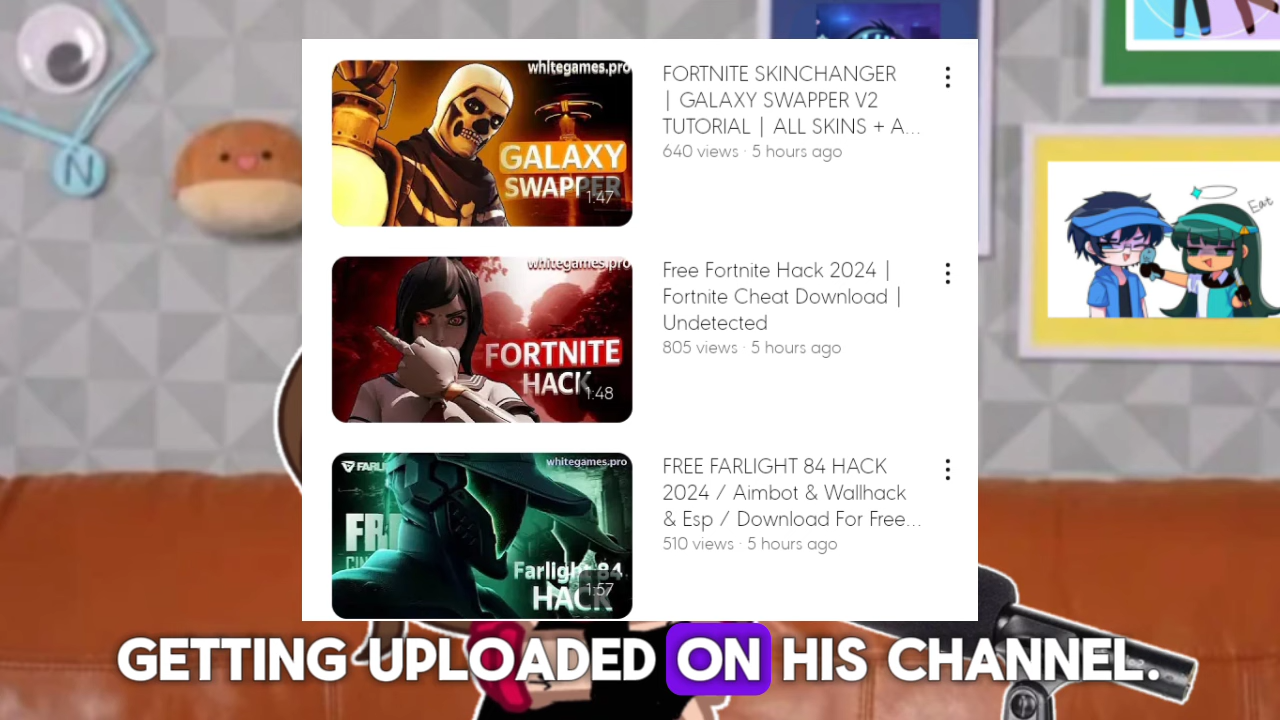 whitegames.pro
GALAXY
SWAPPER
1:47
FORTNITE SKINCHANGER
| GALAXY SWAPPER V2
TUTORIAL | ALL SKINS + A...
640 views · 5 hours ago
N
Eat
whitegames.pro
FORTNITE
HACK
1:48
Free Fortnite Hack 2024 |
Fortnite Cheat Download |
Undetected
805 views · 5 hours ago
whitegames.pro
Farlight 84
HACK
1:57
FREE FARLIGHT 84 HACK
2024 / Aimbot & Wallhack
& Esp / Download For Free...
510 views · 5 hours ago
GETTING UPLOADED ON HIS CHANNEL.